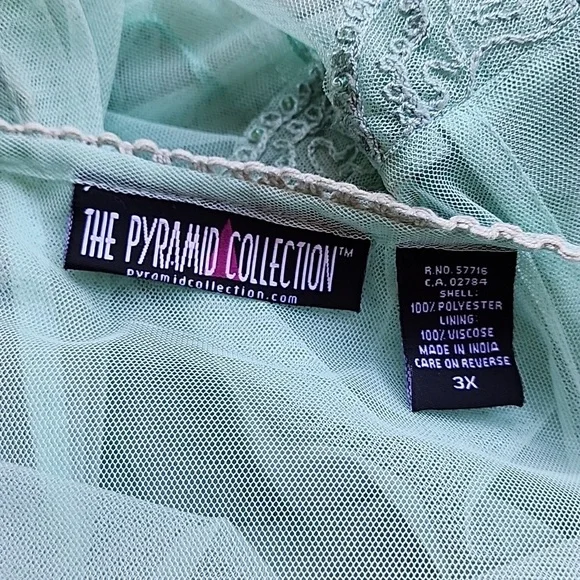 THE PYRAMID COLLECTION™
pyramidcollection.com
R.NO. 57716
C.A. 02784
SHELL:
100% POLYESTER
LINING:
100% VISCOSE
MADE IN INDIA
CARE ON REVERSE
3X